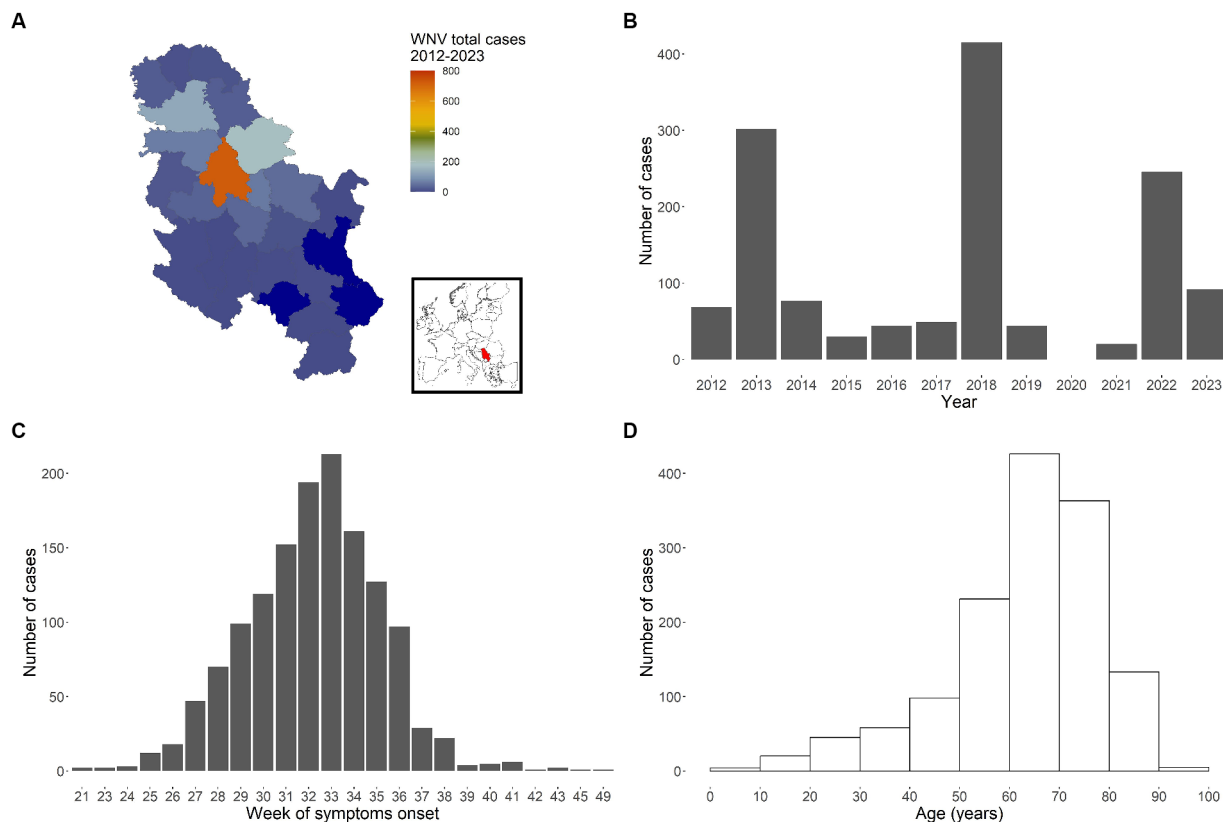 A
WNV total cases
2012-2023
800
600
400
200
0
B
Number of cases
400
300
200
100
0
2012 2013 2014 2015 2016 2017 2018 2019 2020 2021 2022 2023
Year
C
Number of cases
200
150
100
50
0
21 23 24 25 26 27 28 29 30 31 32 33 34 35 36 37 38 39 40 41 42 43 45 49
Week of symptoms onset
D
Number of cases
400
300
200
100
0
0 10 20 30 40 50 60 70 80 90 100
Age (years)